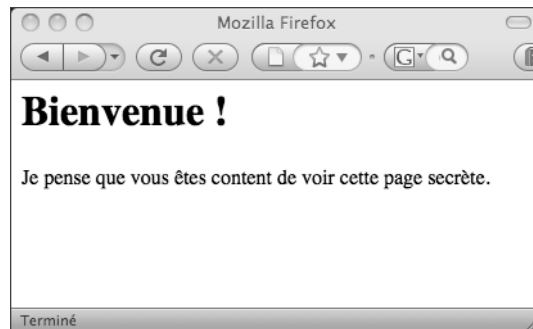 Mozilla Firefox
G
Bienvenue !
Je pense que vous êtes content de voir cette page secrète.
Terminé